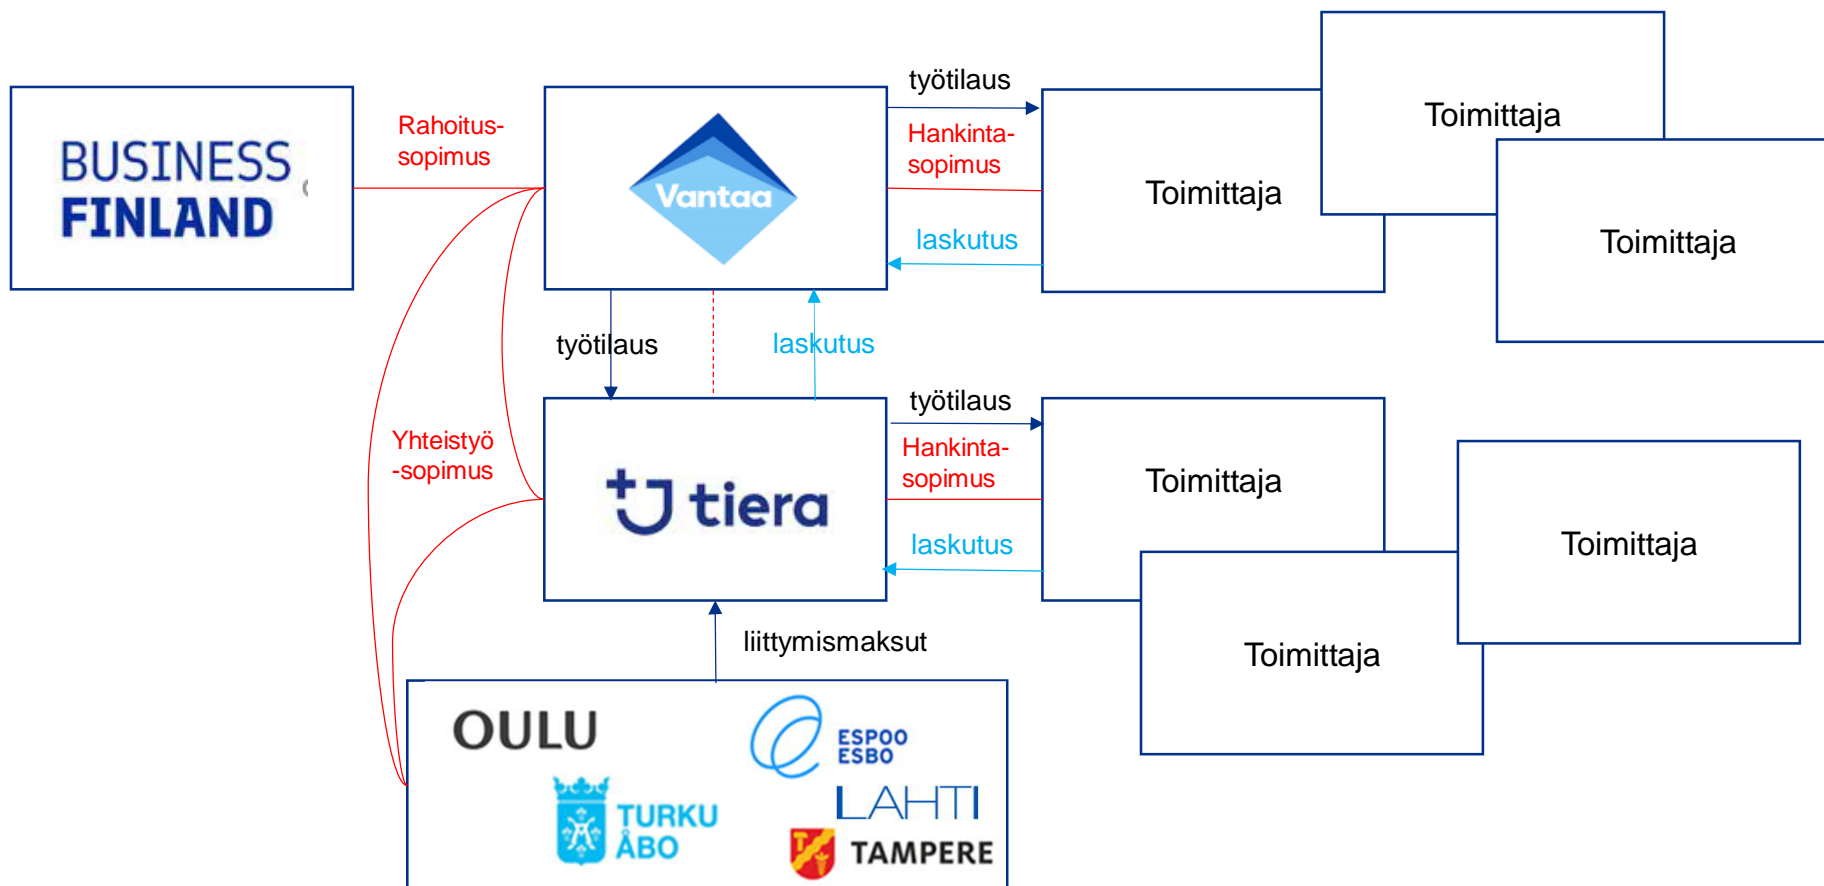 BUSINESS
FINLAND
Rahoitus-
sopimus
Vantaa
työtilaus
Hankinta-
sopimus
laskutus
Toimittaja
Toimittaja
Toimittaja
työtilaus
laskutus
Yhteistyö
-sopimus
tiera
työtilaus
Hankinta-
sopimus
laskutus
Toimittaja
Toimittaja
Toimittaja
liittymismaksut
OULU
ESPOO
ESBO
TURKU
ÅBO
LAHTI
TAMPERE